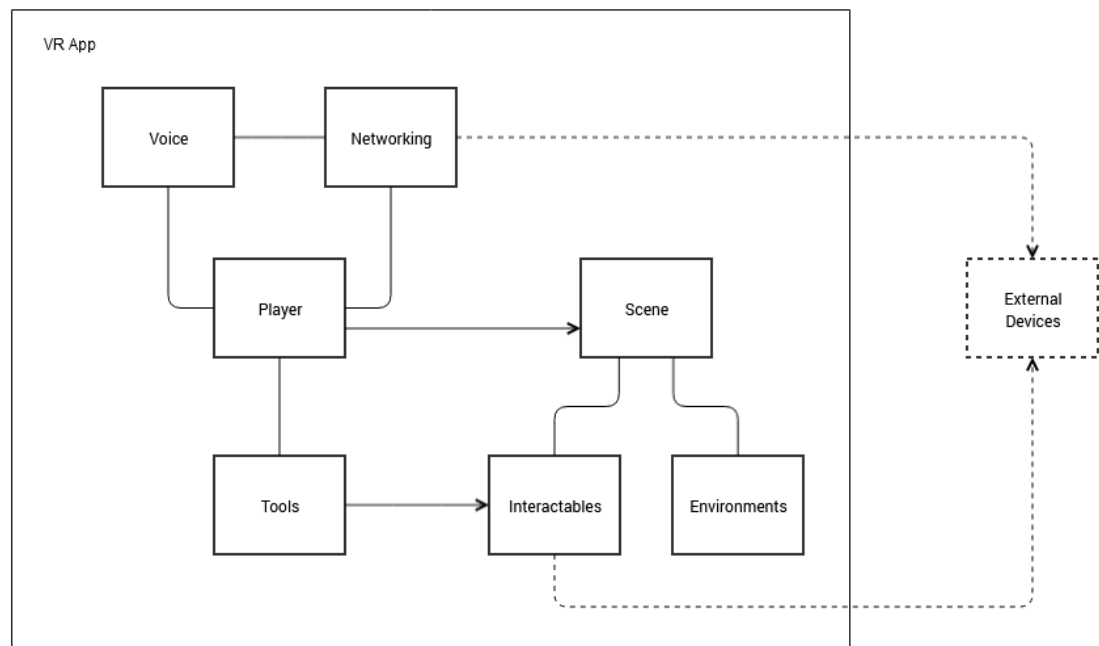 VR App
Voice
Networking
Player
Scene
External
Devices
Tools
Interactables
Environments